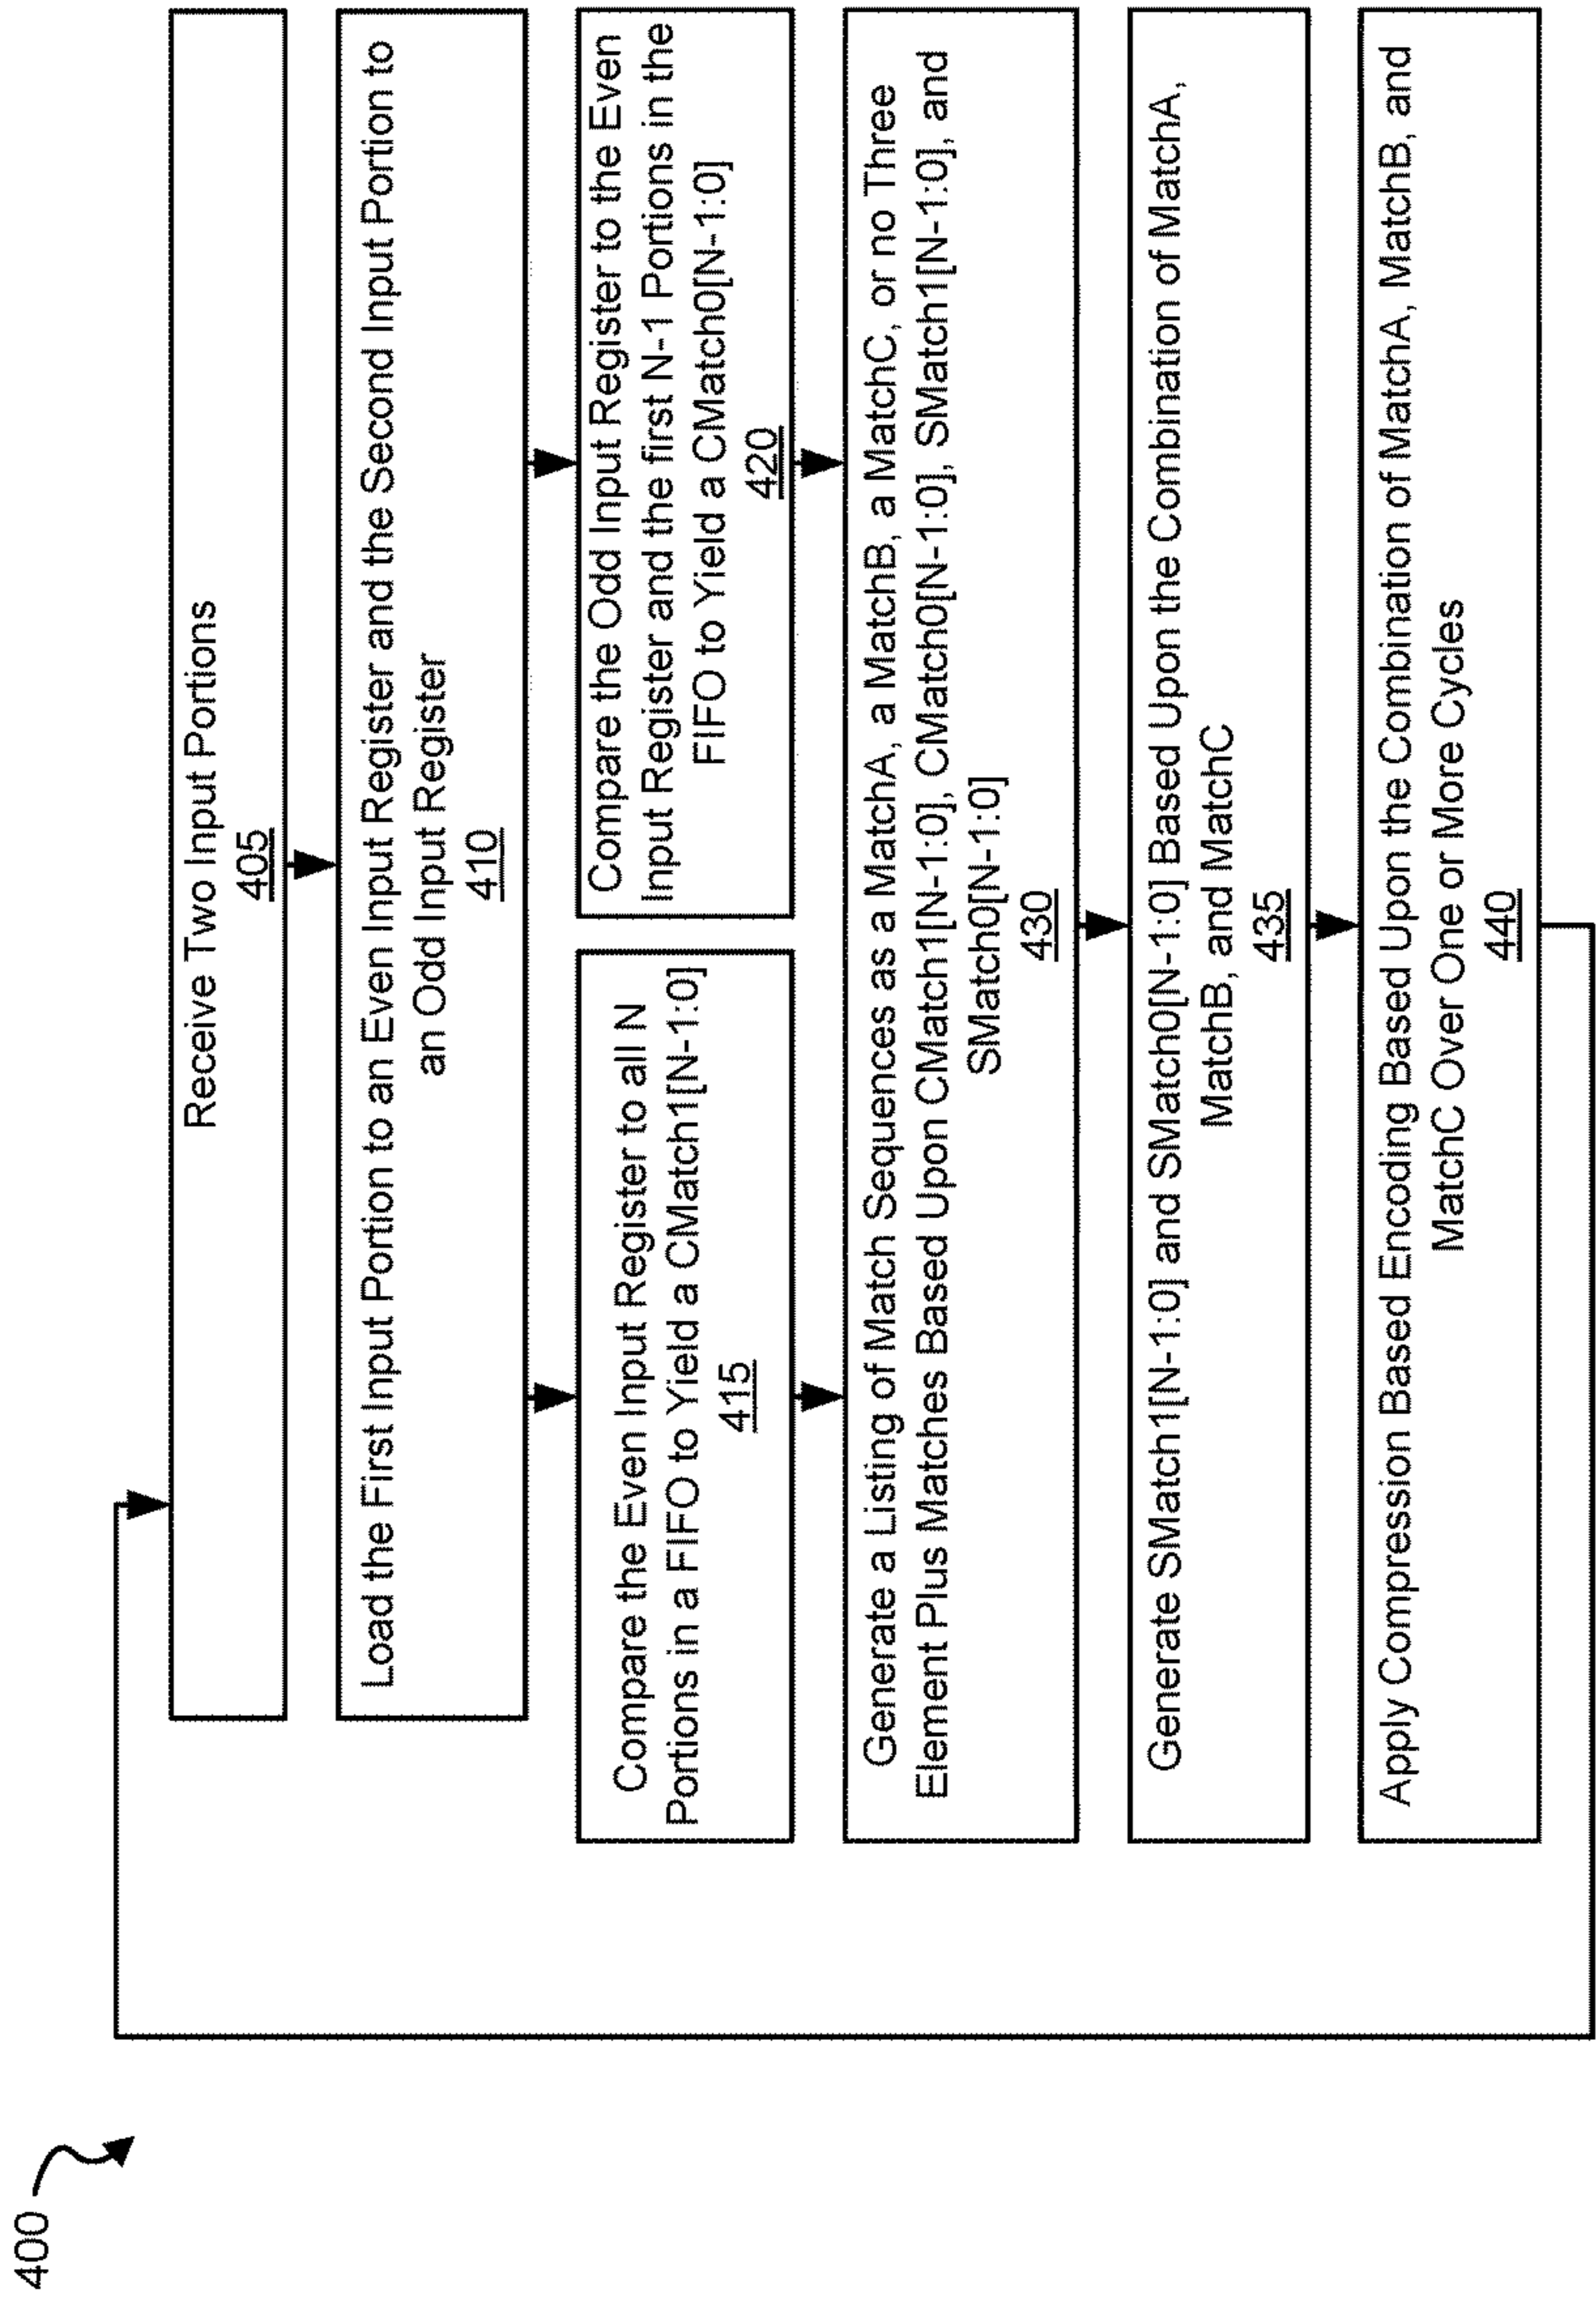 400
Receive Two Input Portions
405
Load the First Input Portion to an Even Input Register and the Second Input Portion to
an Odd Input Register
410
Compare the Even Input Register to all N
Portions in a FIFO to Yield a CMatch1[N-1:0]
415
Compare the Odd Input Register to the Even
Input Register and the first N-1 Portions in the
FIFO to Yield a CMatch0[N-1:0]
420
Generate a Listing of Match Sequences as a MatchA, a MatchB, a MatchC, or no Three
Element Plus Matches Based Upon CMatch1[N-1:0], CMatch0[N-1:0], SMatch1[N-1:0], and
SMatch0[N-1:0]
430
Generate SMatch1[N-1:0] and SMatch0[N-1:0] Based Upon the Combination of MatchA,
MatchB, and MatchC
435
Apply Compression Based Encoding Based Upon the Combination of MatchA, MatchB, and
MatchC Over One or More Cycles
440